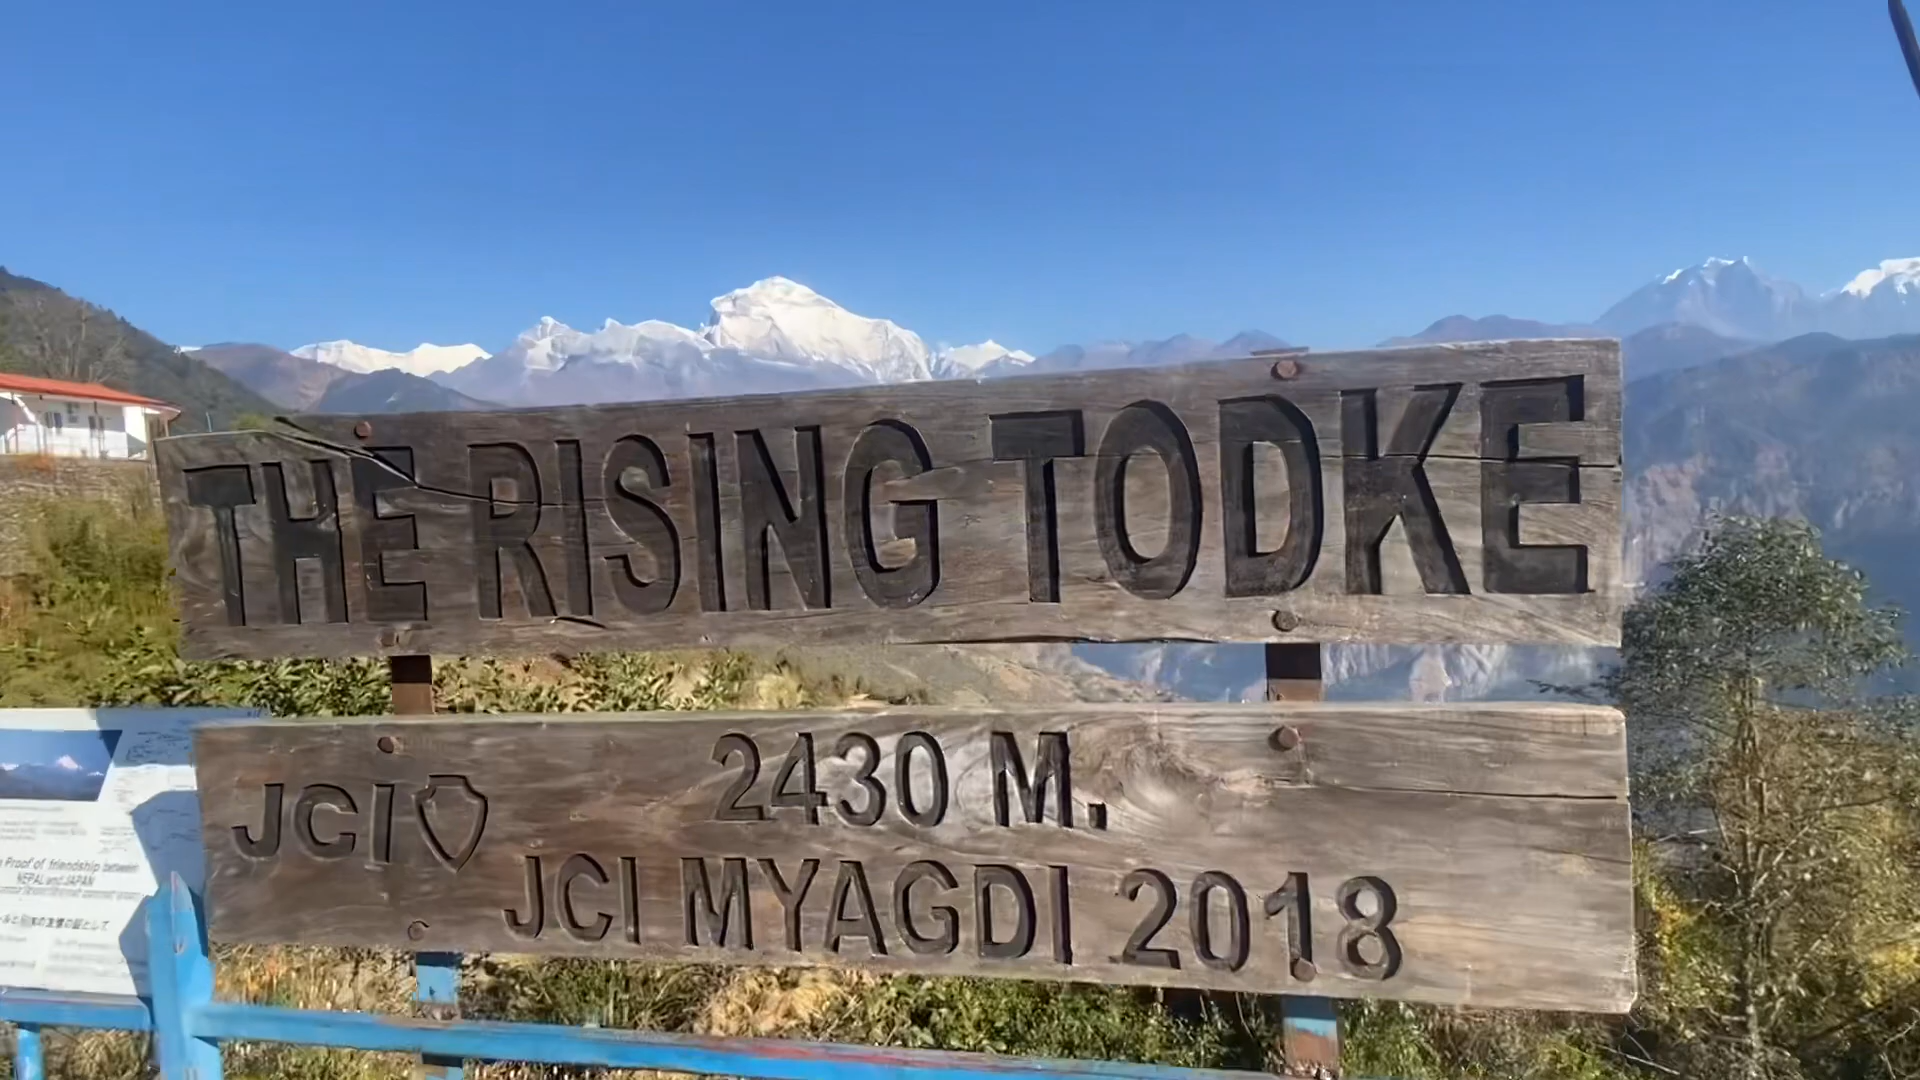 THE RISING TODKE
2430 M.
JCI
JCI MYAGDI 2018
Proof of friendship between
NEPAL and JAPAN